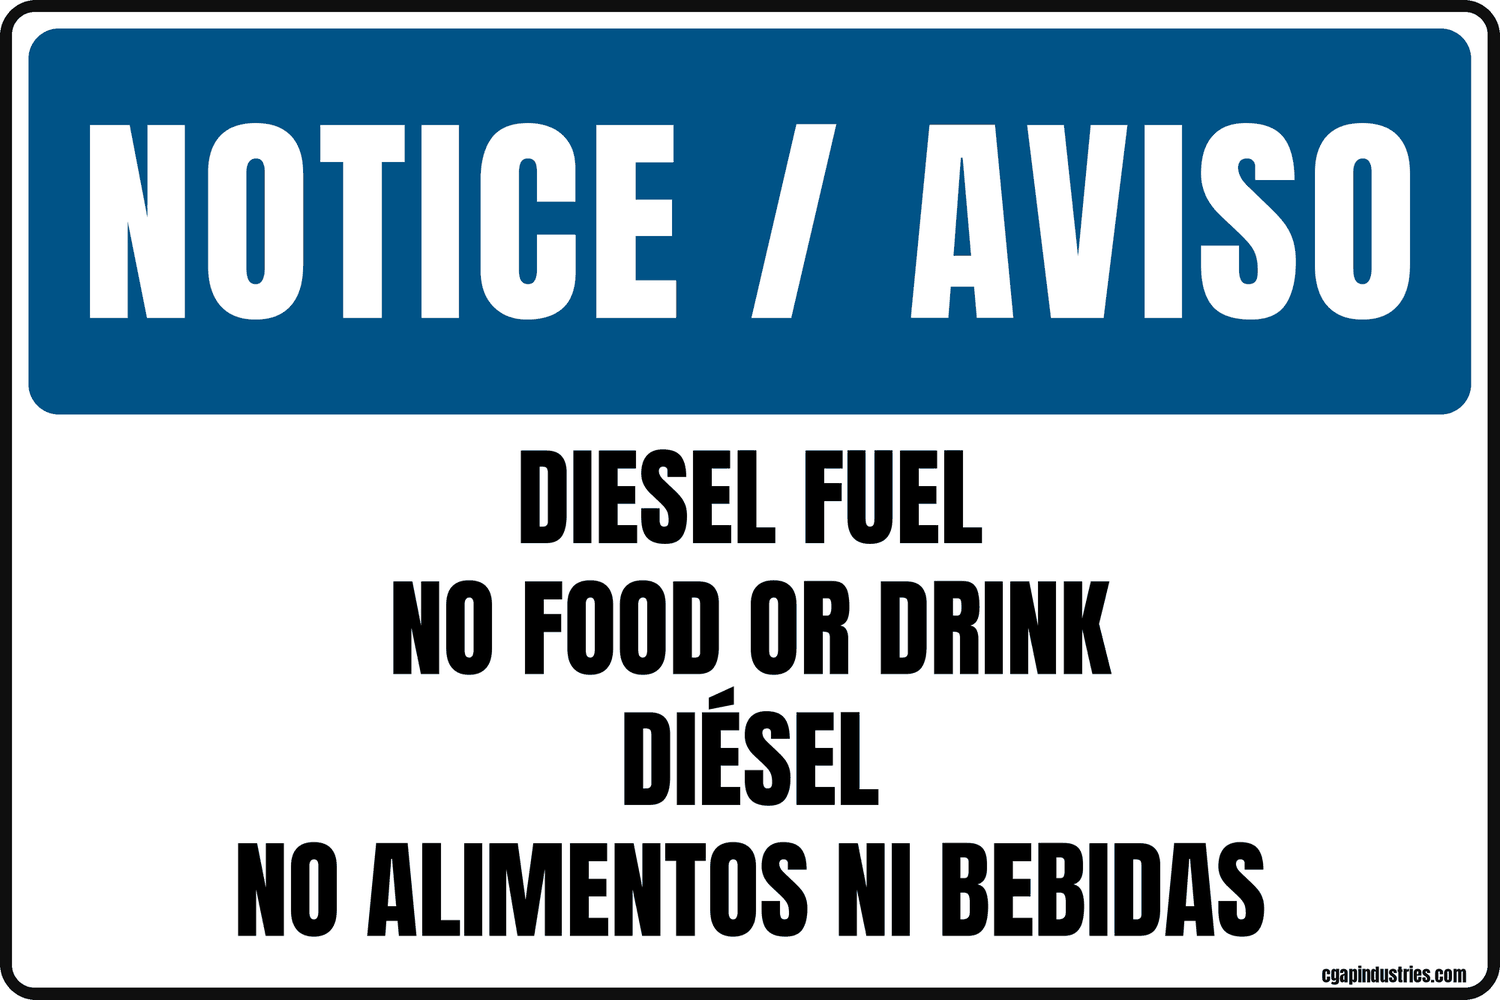 NOTICE / AVISO
DIESEL FUEL
NO FOOD OR DRINK
DIÉSEL
NO ALIMENTOS NI BEBIDAS
cgapindustries.com